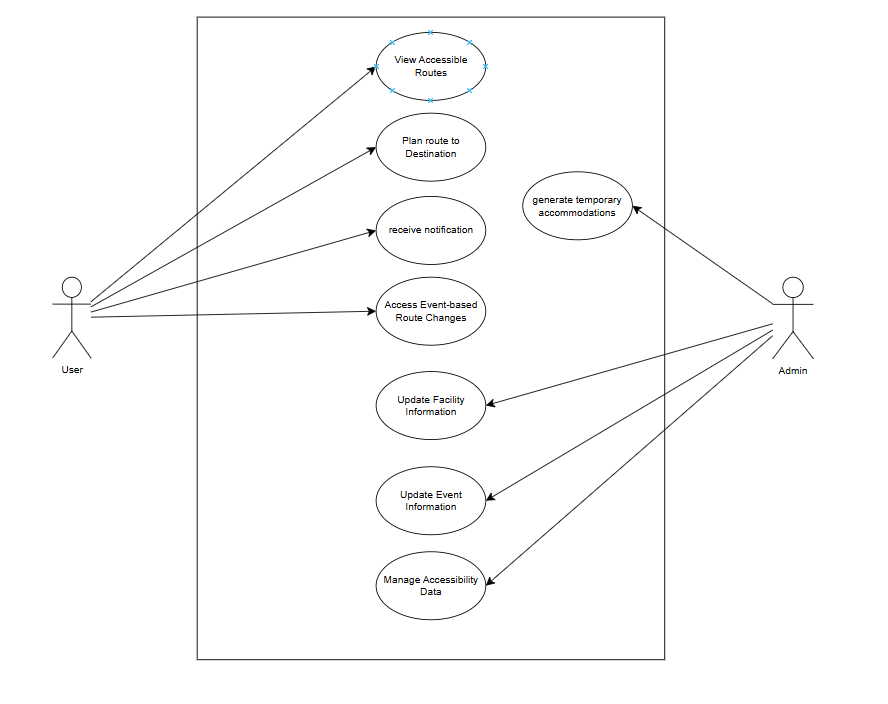 View Accessible
Routes
Plan route to
Destination
generate temporary
accommodations
receive notification
Access Event-based
Route Changes
User
Admin
Update Facility
Information
Update Event
Information
Manage Accessibility
Data